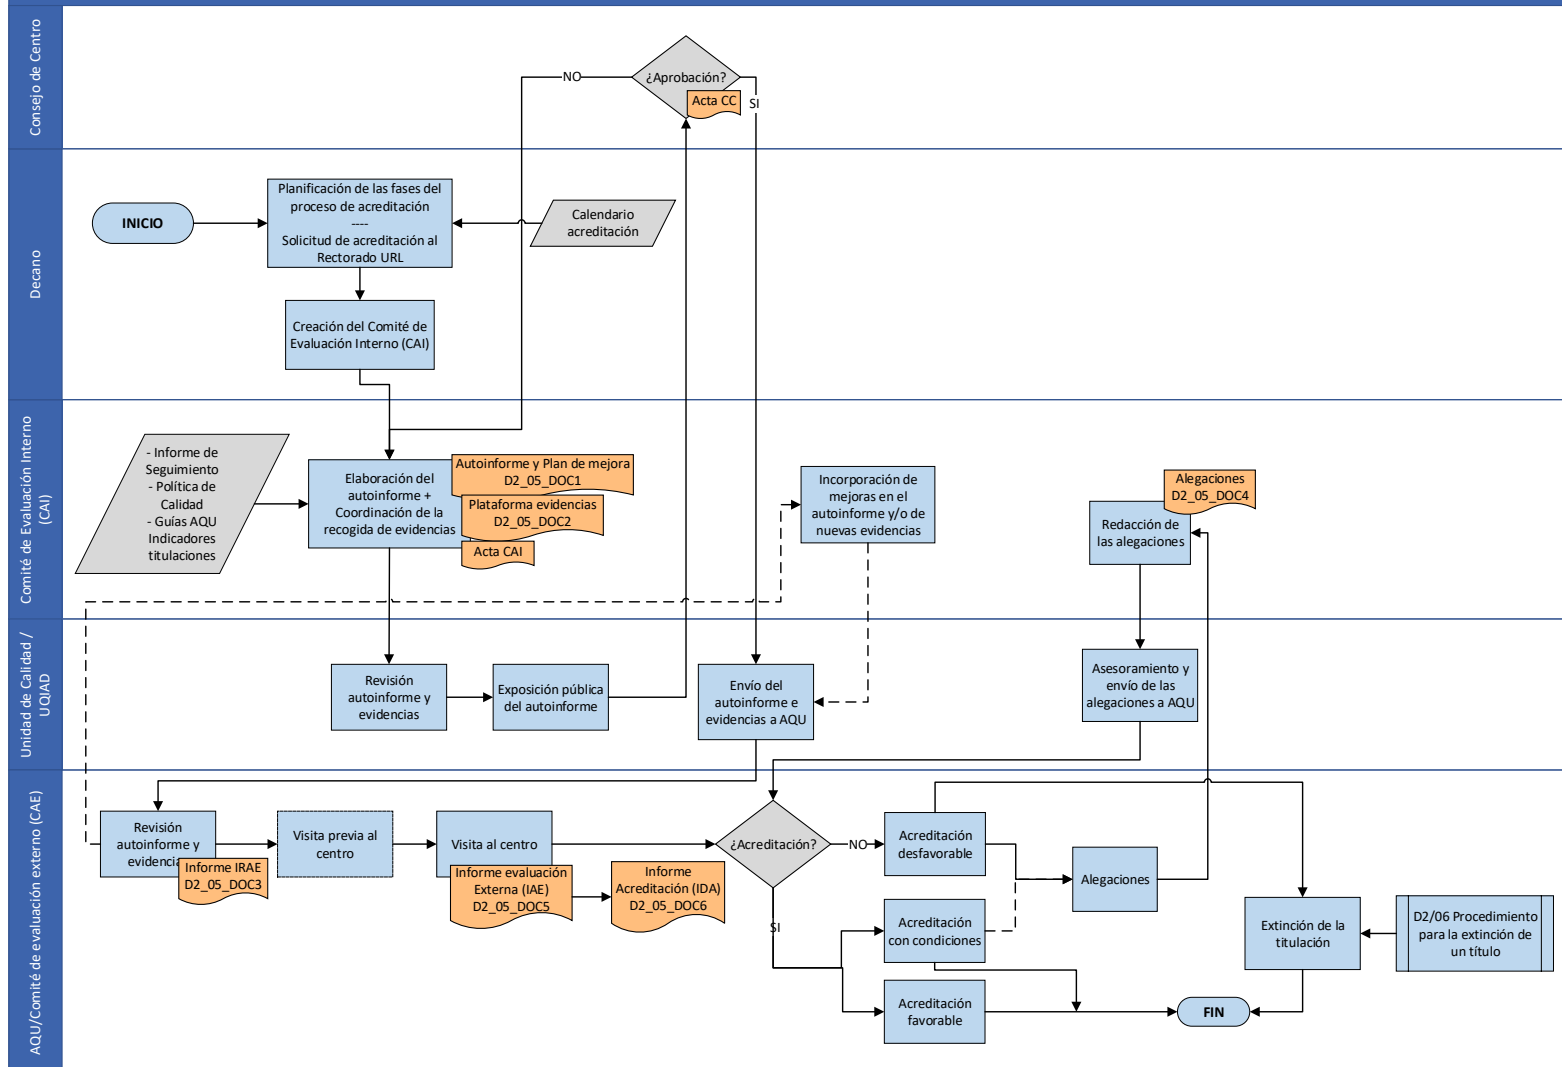 Consejo de Centro
¿Aprobación?
NO
SI
Acta CC
Decano
INICIO
Planificación de las fases del
proceso de acreditación
----
Solicitud de acreditación al
Rectorado URL
Calendario
acreditación
Creación del Comité de
Evaluación Interno (CAI)
Comité de Evaluación Interno
(CAI)
- Informe de
Seguimiento
- Política de
Calidad
- Guías AQU
Indicadores
titulaciones
Elaboración del
autoinforme +
Coordinación de la
recogida de evidencias
Autoinforme y Plan de mejora
D2_05_DOC1
Plataforma evidencias
D2_05_DOC2
Acta CAI
Incorporación de
mejoras en el
autoinforme y/o de
nuevas evidencias
Alegaciones
D2_05_DOC4
Redacción de
las alegaciones
Unidad de Calidad /
UQIAD
Revisión
autoinforme y
evidencias
Exposición pública
del autoinforme
Envío del
autoinforme e
evidencias a AQU
Asesoramiento y
envío de las
alegaciones a AQU
AQU/Comité de evaluación externo (CAE)
Revisión
autoinforme y
evidencias
Informe IRAE
D2_05_DOC3
Visita previa al
centro
Visita al centro
Informe evaluación
Externa (IAE)
D2_05_DOC5
Informe
Acreditación (IDA)
D2_05_DOC6
¿Acreditación?
NO
SI
Acreditación
desfavorable
Acreditación
con condiciones
Acreditación
favorable
Alegaciones
Extinción de la
titulación
D2/06 Procedimiento
para la extinción de
un título
FIN